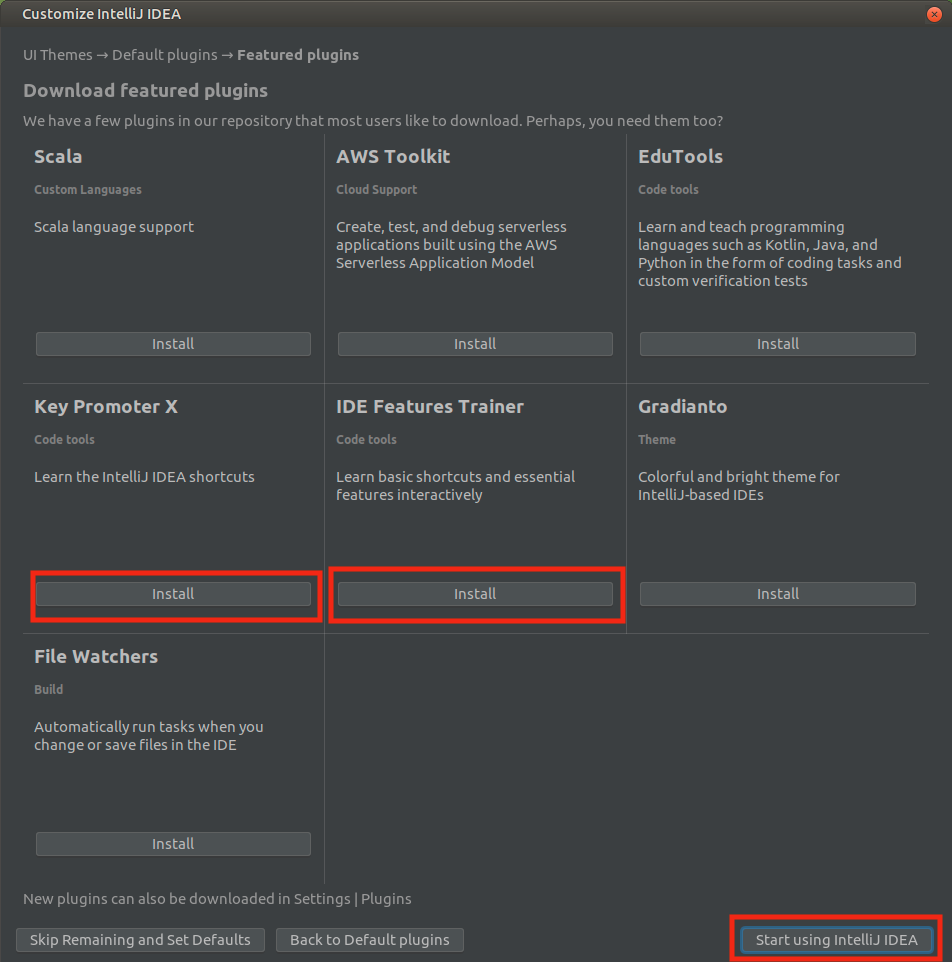 Customize IntelliJ IDEA
UI Themes → Default plugins → Featured plugins
Download featured plugins
We have a few plugins in our repository that most users like to download. Perhaps, you need them too?
Scala
Custom Languages
Scala language support
Install
AWS Toolkit
Cloud Support
Create, test, and debug serverless
applications built using the AWS
Serverless Application Model
Install
EduTools
Code tools
Learn and teach programming
languages such as Kotlin, Java, and
Python in the form of coding tasks and
custom verification tests
Install
Key Promoter X
Code tools
Learn the IntelliJ IDEA shortcuts
Install
IDE Features Trainer
Code tools
Learn basic shortcuts and essential
features interactively
Install
Gradianto
Theme
Colorful and bright theme for
IntelliJ-based IDEs
Install
File Watchers
Build
Automatically run tasks when you
change or save files in the IDE
Install
New plugins can also be downloaded in Settings | Plugins
Skip Remaining and Set Defaults
Back to Default plugins
Start using IntelliJ IDEA